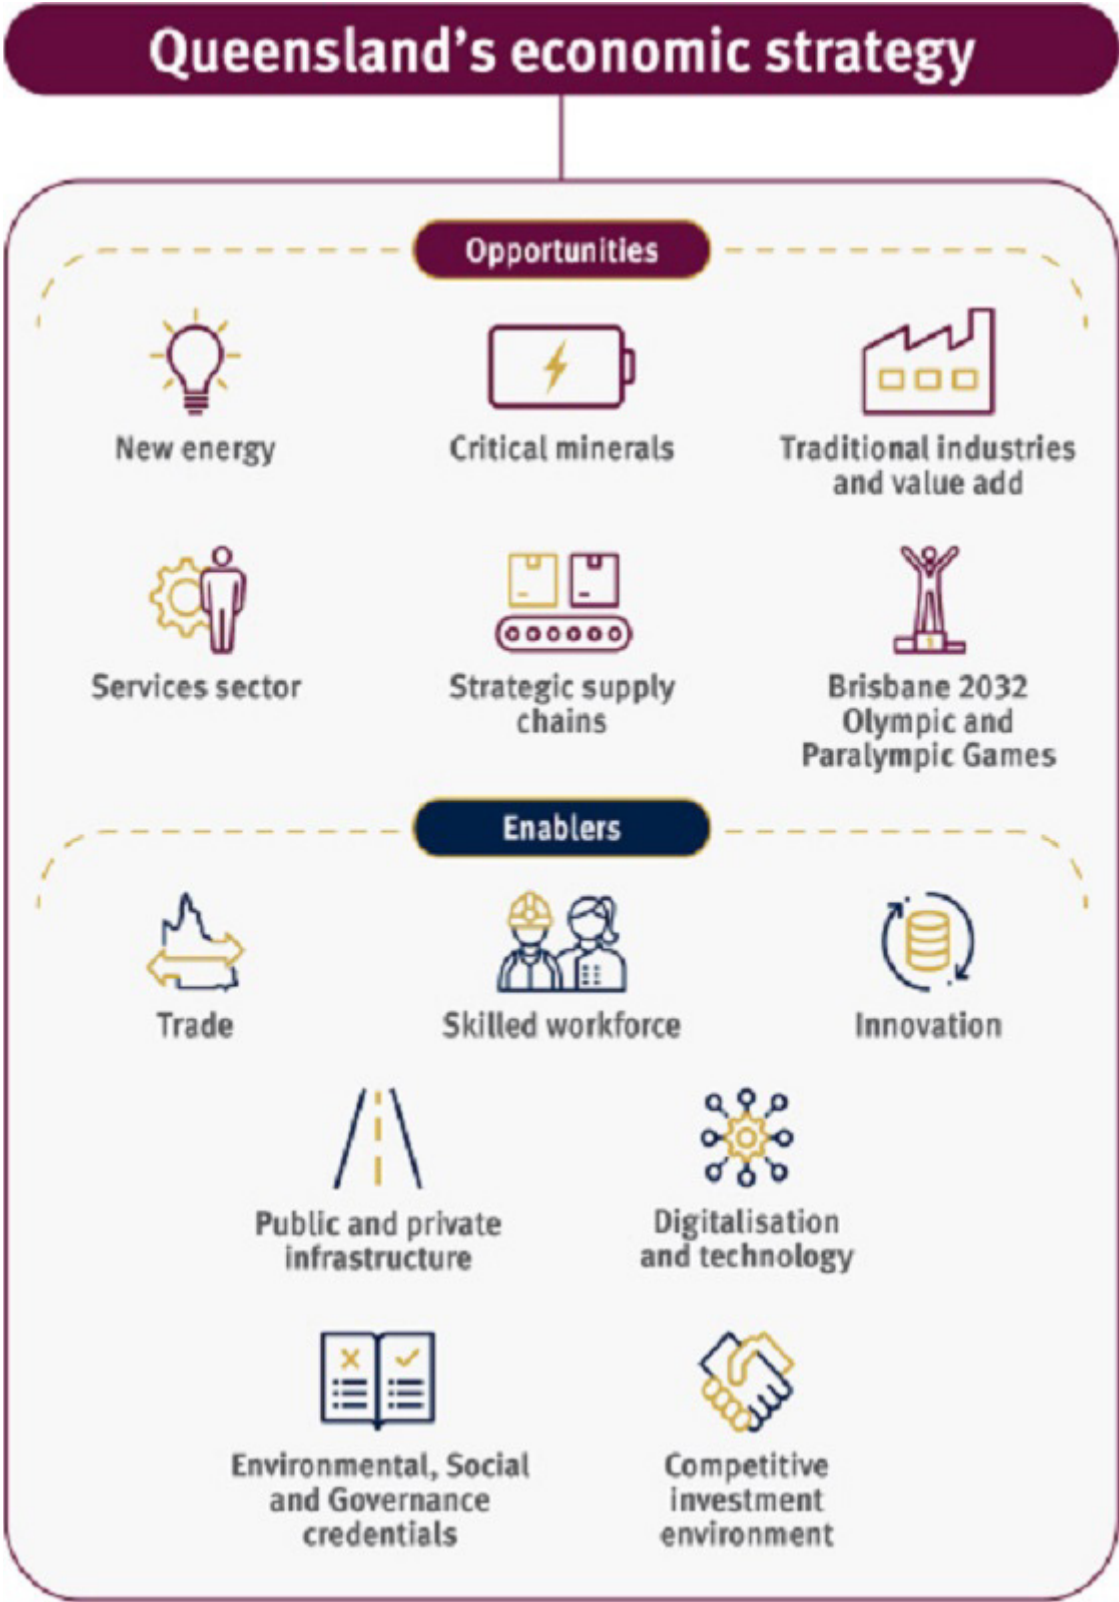 Queensland's economic strategy
Opportunities
New energy
Critical minerals
Traditional industries
and value add
Services sector
Strategic supply
chains
Brisbane 2032
Olympic and
Paralympic Games
1
Enablers
Trade
Skilled workforce
Innovation
Public and private
infrastructure
Digitalisation
and technology
Environmental, Social
and Governance
credentials
Competitive
investment
environment